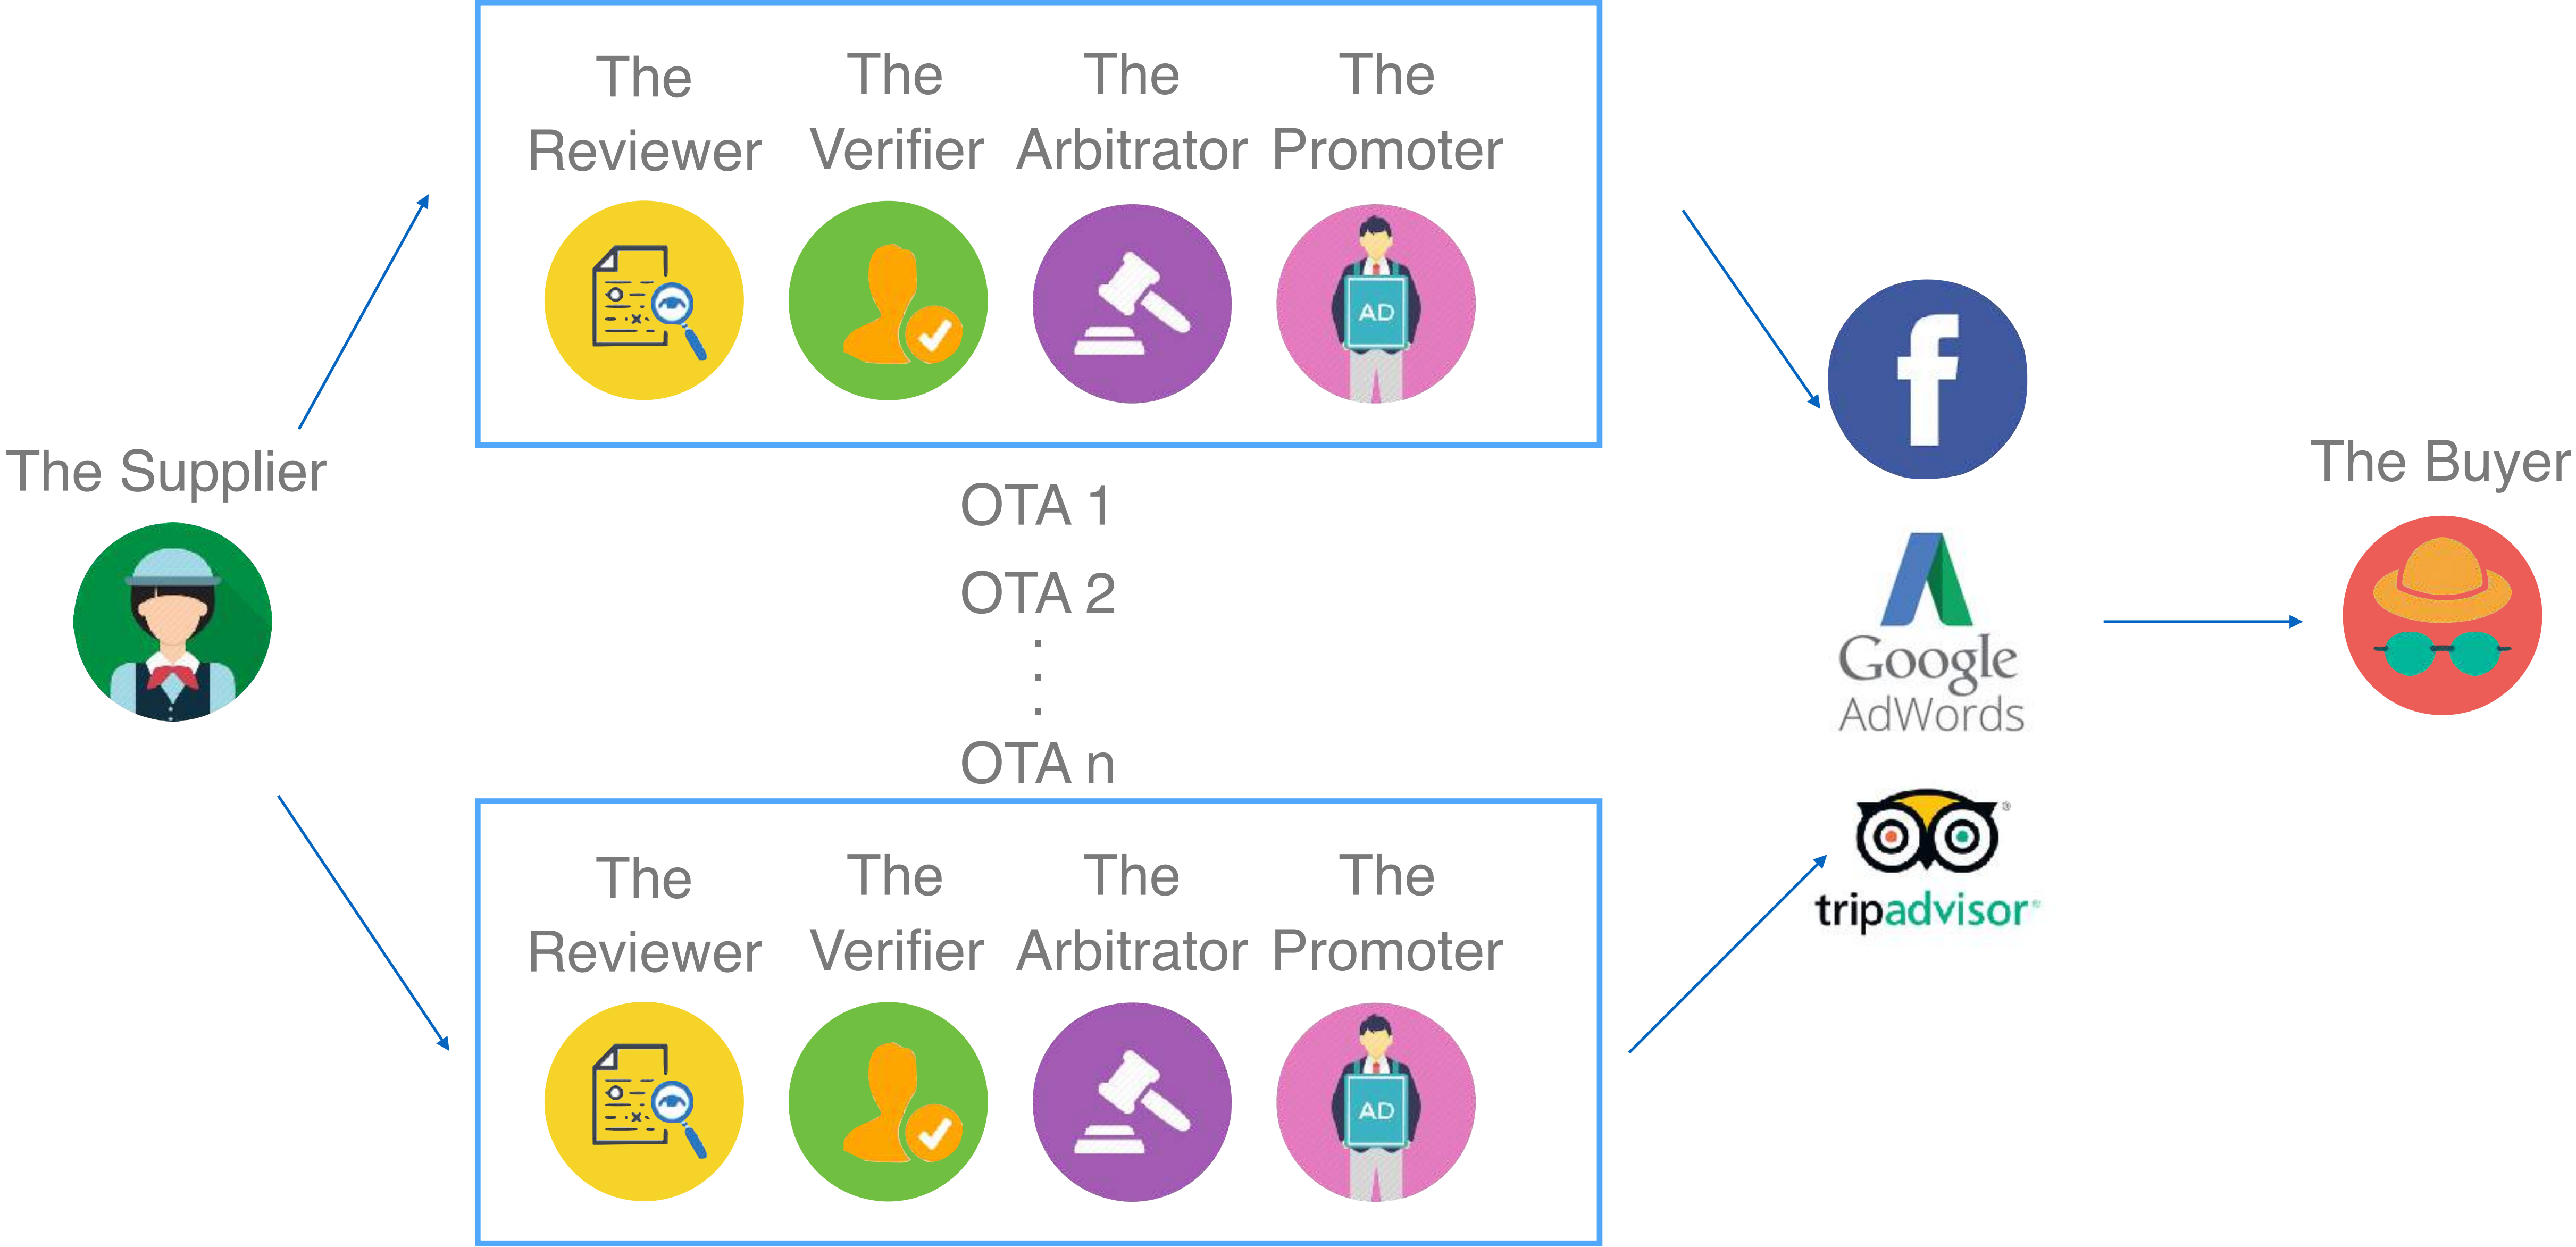 The
Reviewer
The
Verifier
The
Arbitrator
The
Promoter
AD
The Supplier
OTA 1
OTA 2
.
.
.
OTA n
The
Reviewer
The
Verifier
The
Arbitrator
The
Promoter
AD
f
Google
AdWords
tripadvisor®
The Buyer